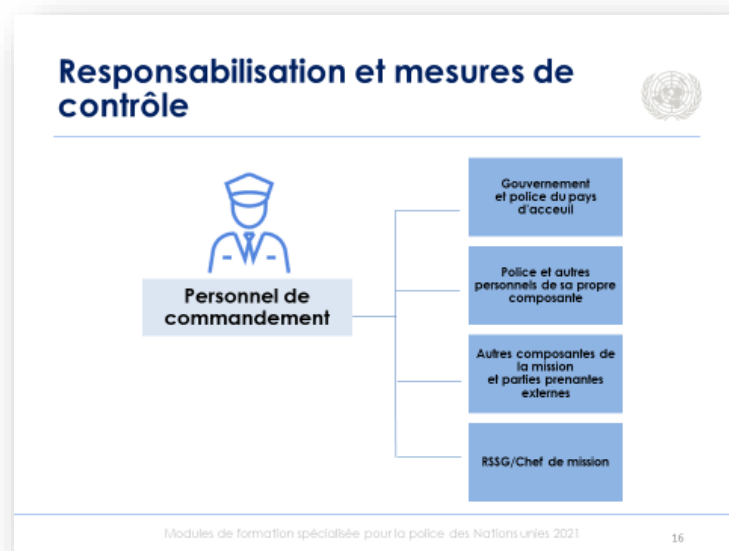 Responsabilisation et mesures de
contrôle
Personnel de
commandement
Gouvernement
et police du pays
d'acceuil
Police et autres
personnels de sa propre
composante
Autres composantes de
la mission
et parties prenantes
externes
RSSG/Chef de mission
Modules de formation spécialisée pour la police des Nations unies 2021
16